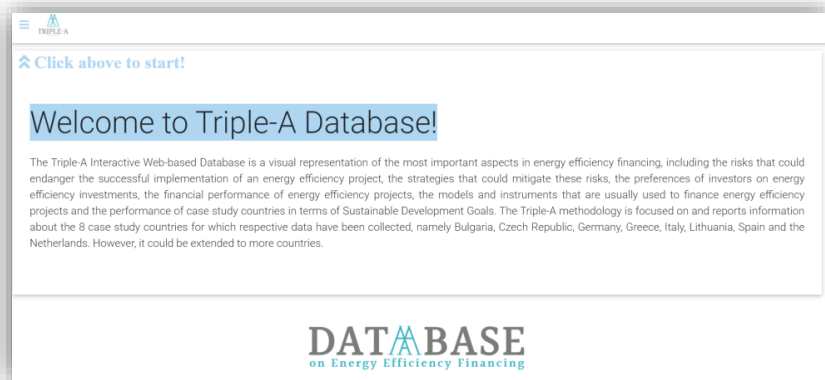 TRIPLE-A
Click above to start!
Welcome to Triple-A Database!
The Triple-A Interactive Web-based Database is a visual representation of the most important aspects in energy efficiency financing, including the risks that could
endanger the successful implementation of an energy efficiency project, the strategies that could mitigate these risks, the preferences of investors on energy
efficiency investments, the financial performance of energy efficiency projects, the models and instruments that are usually used to finance energy efficiency
projects and the performance of case study countries in terms of Sustainable Development Goals. The Triple-A methodology is focused on and reports information
about the 8 case study countries for which respective data have been collected, namely Bulgaria, Czech Republic, Germany, Greece, Italy, Lithuania, Spain and the
Netherlands. However, it could be extended to more countries.
DATABASE
on Energy Efficiency Financing